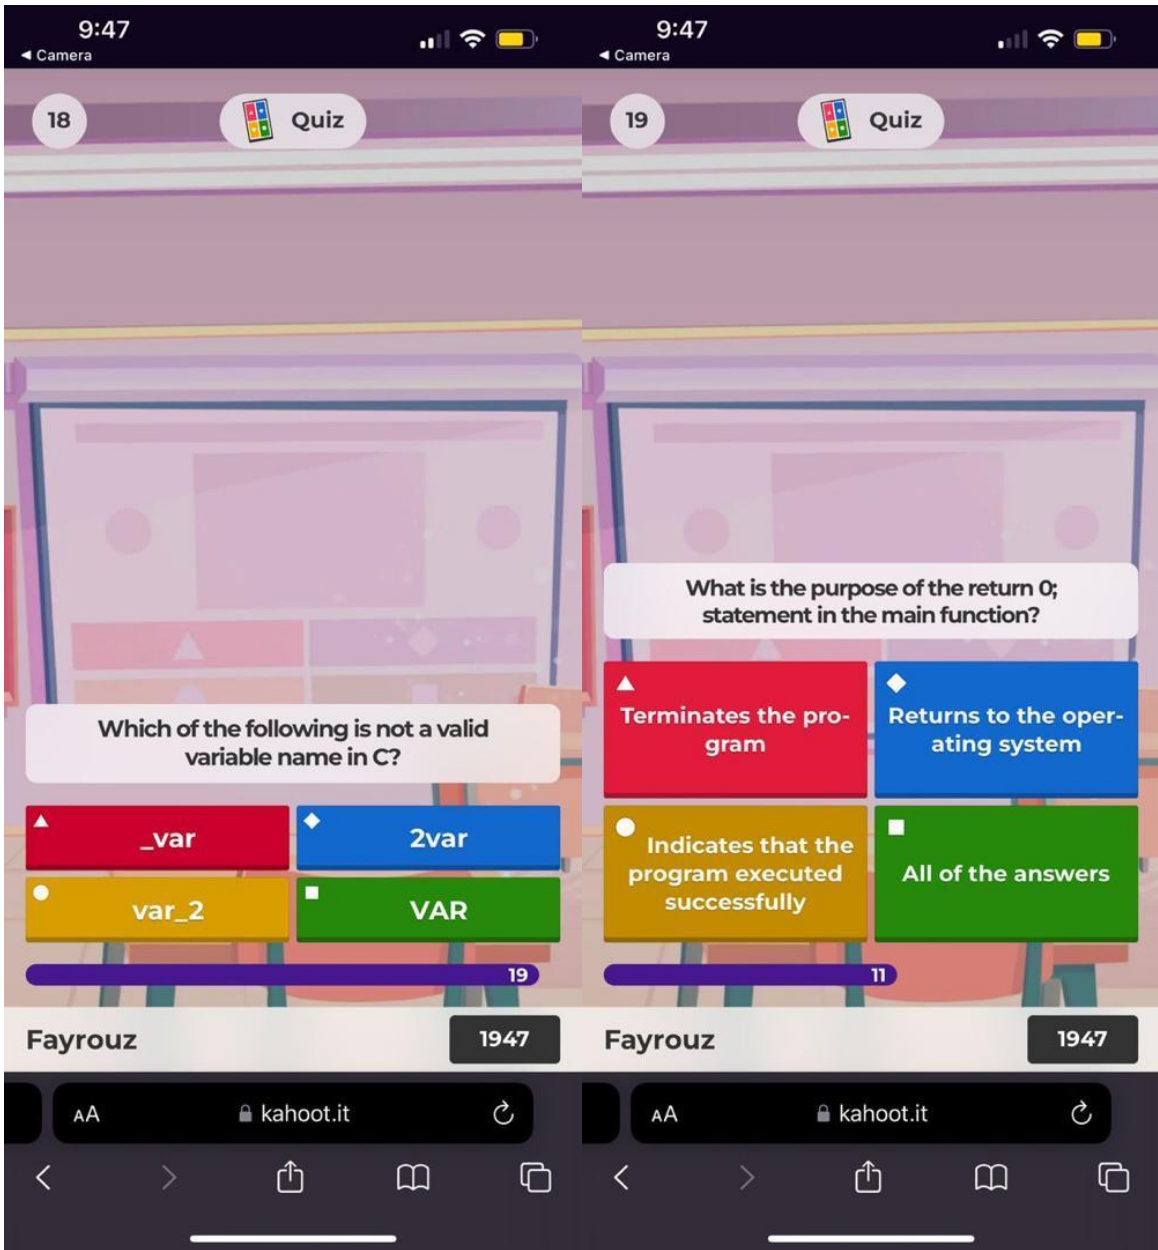 9:47
◄ Camera
18
Quiz
Which of the following is not a valid
variable name in C?
_var
2var
var_2
VAR
19
Fayrouz
1947
AA
kahoot.it
9:47
◄ Camera
19
Quiz
What is the purpose of the return 0;
statement in the main function?
Terminates the pro-
gram
Returns to the oper-
ating system
Indicates that the
program executed
successfully
All of the answers
11
Fayrouz
1947
AA
kahoot.it